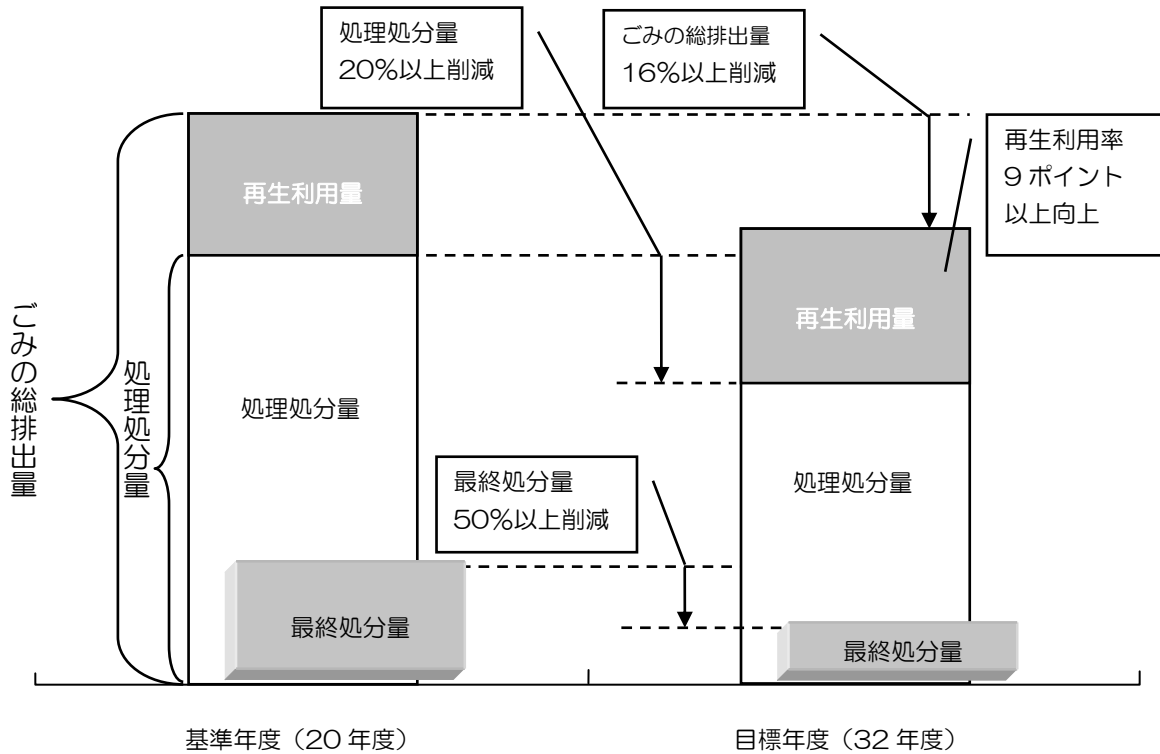 処理処分量
20%以上削減
ごみの総排出量
16%以上削減
再生利用率
9ポイント
以上向上
再生利用量
再生利用量
ごみの総排出量
処理処分量
処理処分量
処理処分量
最終処分量
50%以上削減
最終処分量
最終処分量
基準年度（20年度）
目標年度（32年度）